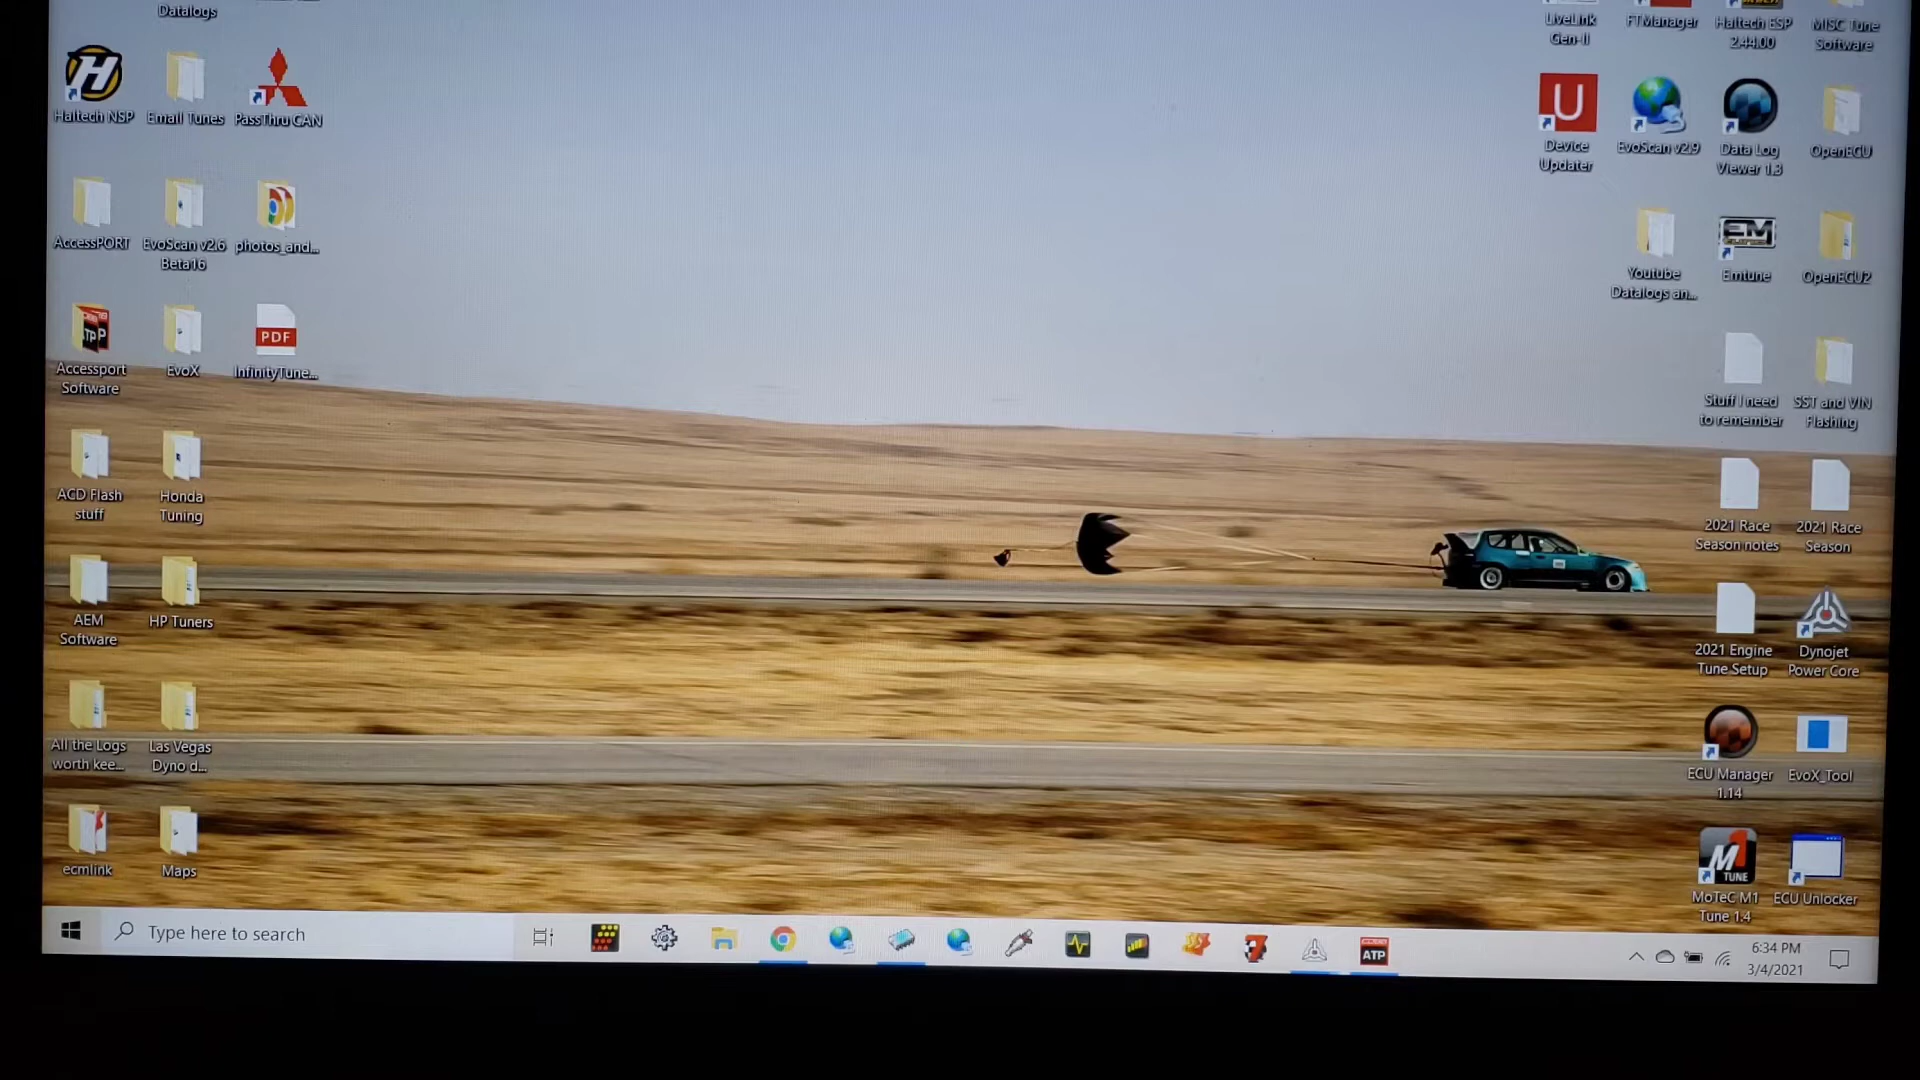 Datalogs
Haltech NSP
Email Tunes
PassThru CAN
AccessPORT
EvoScan v2.6
Beta16
photos_and...
Accessport
Software
EvoX
PDF
InfinityTune...
ACD Flash
stuff
Honda
Tuning
AEM
Software
HP Tuners
All the Logs
worth kee...
Las Vegas
Dyno d...
ecmlink
Maps
LiveLink
Gen-II
FTManager
Haltech ESP
2.44.00
MISC Tune
Software
U
Device
Updater
EvoScan v2.9
Data Log
Viewer 1.3
OpenECU
Youtube
Datalogs an...
EM
Emtune
OpenECU2
Stuff I need
to remember
SST and VIN
Flashing
2021 Race
Season notes
2021 Race
Season
2021 Engine
Tune Setup
Dynojet
Power Core
ECU Manager
1.14
EvoX_Tool
M1
TUNE
MoTeC M1
Tune 1.4
ECU Unlocker
Type here to search
ATP
6:34 PM
3/4/2021